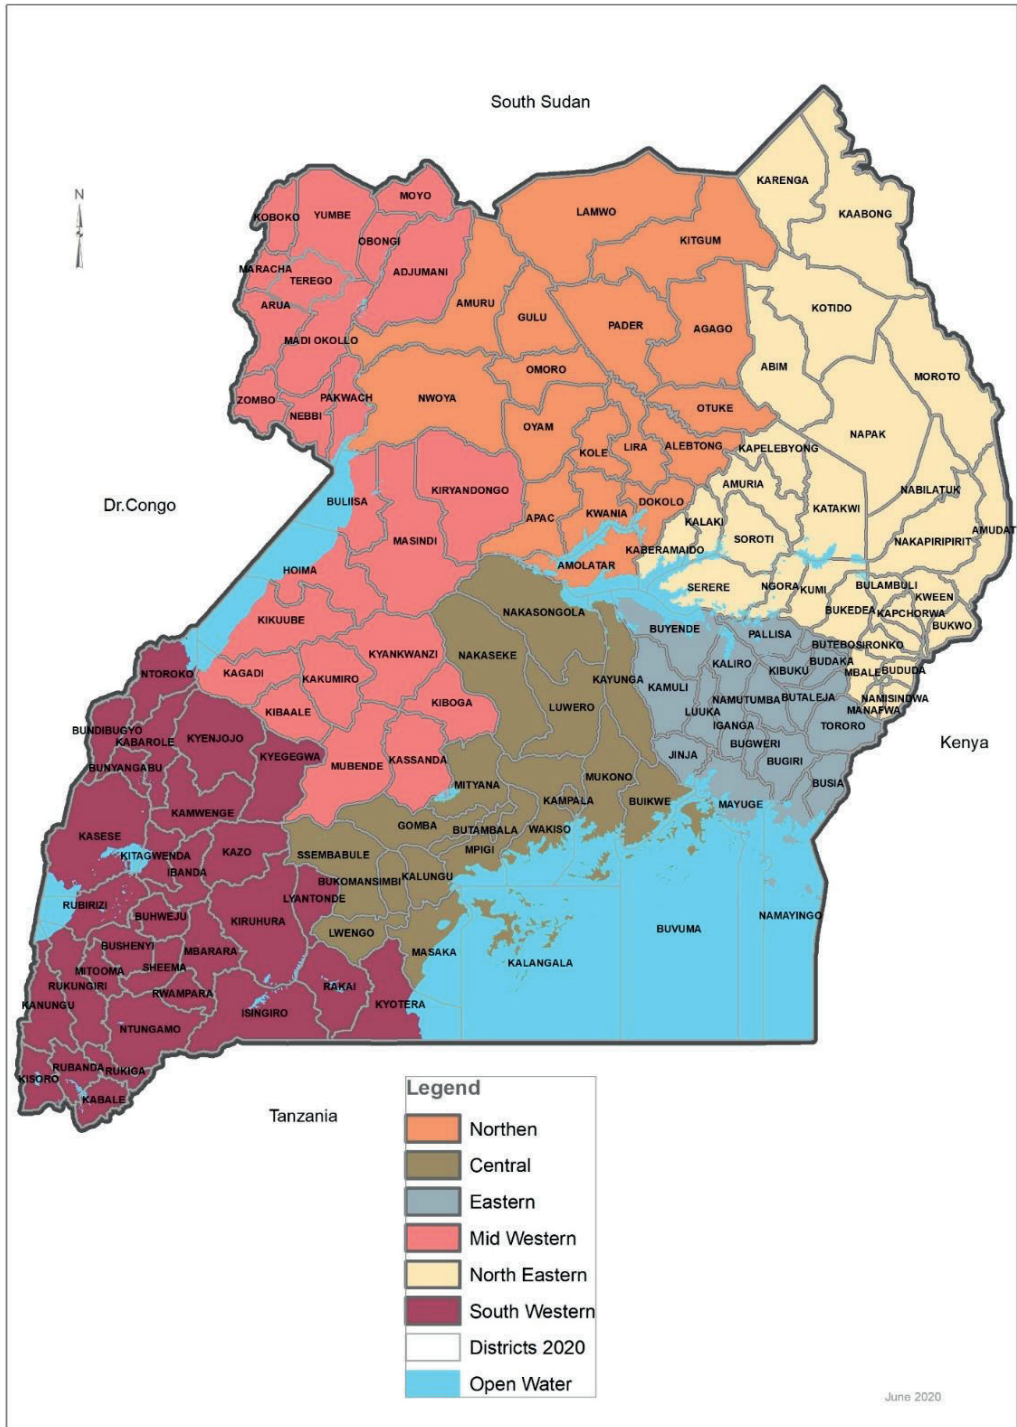 South Sudan
N
KARENGA
MOYO
KOBOKO
YUMBE
LAMWO
KAABONG
OBONGI
KITGUM
MARACHA
ADJUMANI
TEREGO
ARUA
AMURU
KOTIDO
GULU
PADER
AGAGO
MADI OKOLLO
ABIM
OMORO
MOROTO
ZOMBO
PAKWACH
NWOYA
NEBBI
OTUKE
OYAM
NAPAK
KOLE
LIRA
ALEBTONG
KAPELEBYONG
AMURIA
NABILATUK
KIRYANDONGO
Dr.Congo
BULIISA
DOKOLO
KATAKWI
APAC
KWANIA
KALAKI
AMUDAT
MASINDI
SOROTI
NAKAPIRIPIRIT
KABERAMAIDO
AMOLATAR
HOIMA
SERERE
NGORA
KUMI
BULAMBULI
KWEEN
NAKASONGOLA
BUKEDEA
KAPCHORWA
KIKUUBE
BUYENDE
PALLISA
BUKWO
BUTEBO
SIRONKO
KYANKWANZI
NAKASEKE
KALIRO
BUDAKA
NTOROKO
KAGADI
KAKUMIRO
KAYUNGA
KIBUKU
MBALE
BUDUDA
KAMULI
NAMUTUMBA
BUTALEJA
NAMISINDWA
KIBOGA
LUWERO
LUUKA
MANAFWA
KIBAALE
IGANGA
TORORO
BUNDIBUGYO
KYENJOJO
KABAROLE
BUGWERI
Kenya
KYEGEGWA
KASSANDA
JINJA
BUNYANGABU
MUBENDE
BUGIRI
MITYANA
MUKONO
BUSIA
KAMWENGE
KAMPALA
BUIKWE
MAYUGE
GOMBA
BUTAMBALA
WAKISO
KASESE
MPIGI
KITAGWENDA
KAZO
SSEMBABULE
IBANDA
KALUNGU
BUKOMANSIMBI
LYANTONDE
RUBIRIZI
BUHWEJU
KIRUHURA
NAMAYINGO
LWENGO
BUVUMA
BUSHENYI
MBARARA
MASAKA
KALANGALA
MITOOMA
SHEEMA
RUKUNGIRI
RWAMPARA
RAKAI
KANUNGU
KYOTERA
ISINGIRO
NTUNGAMO
RUBANDA
RUKIGA
KISORO
KABALE
Tanzania
Legend
Northen
Central
Eastern
Mid Western
North Eastern
South Western
Districts 2020
Open Water
June 2020